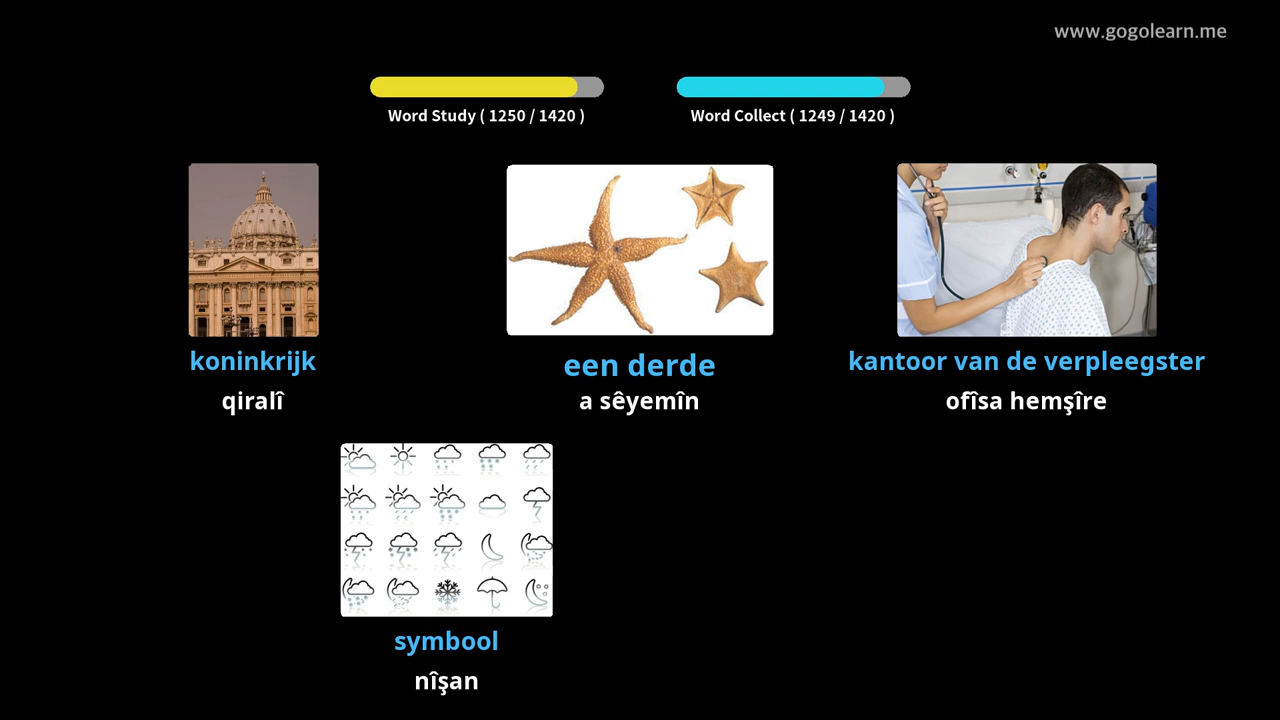 www.gogolearn.me
Word Study ( 1250 / 1420 )
Word Collect ( 1249 / 1420 )
koninkrijk
qiralî
een derde
a sêyemîn
kantoor van de verpleegster
ofîsa hemşîre
symbool
nîşan